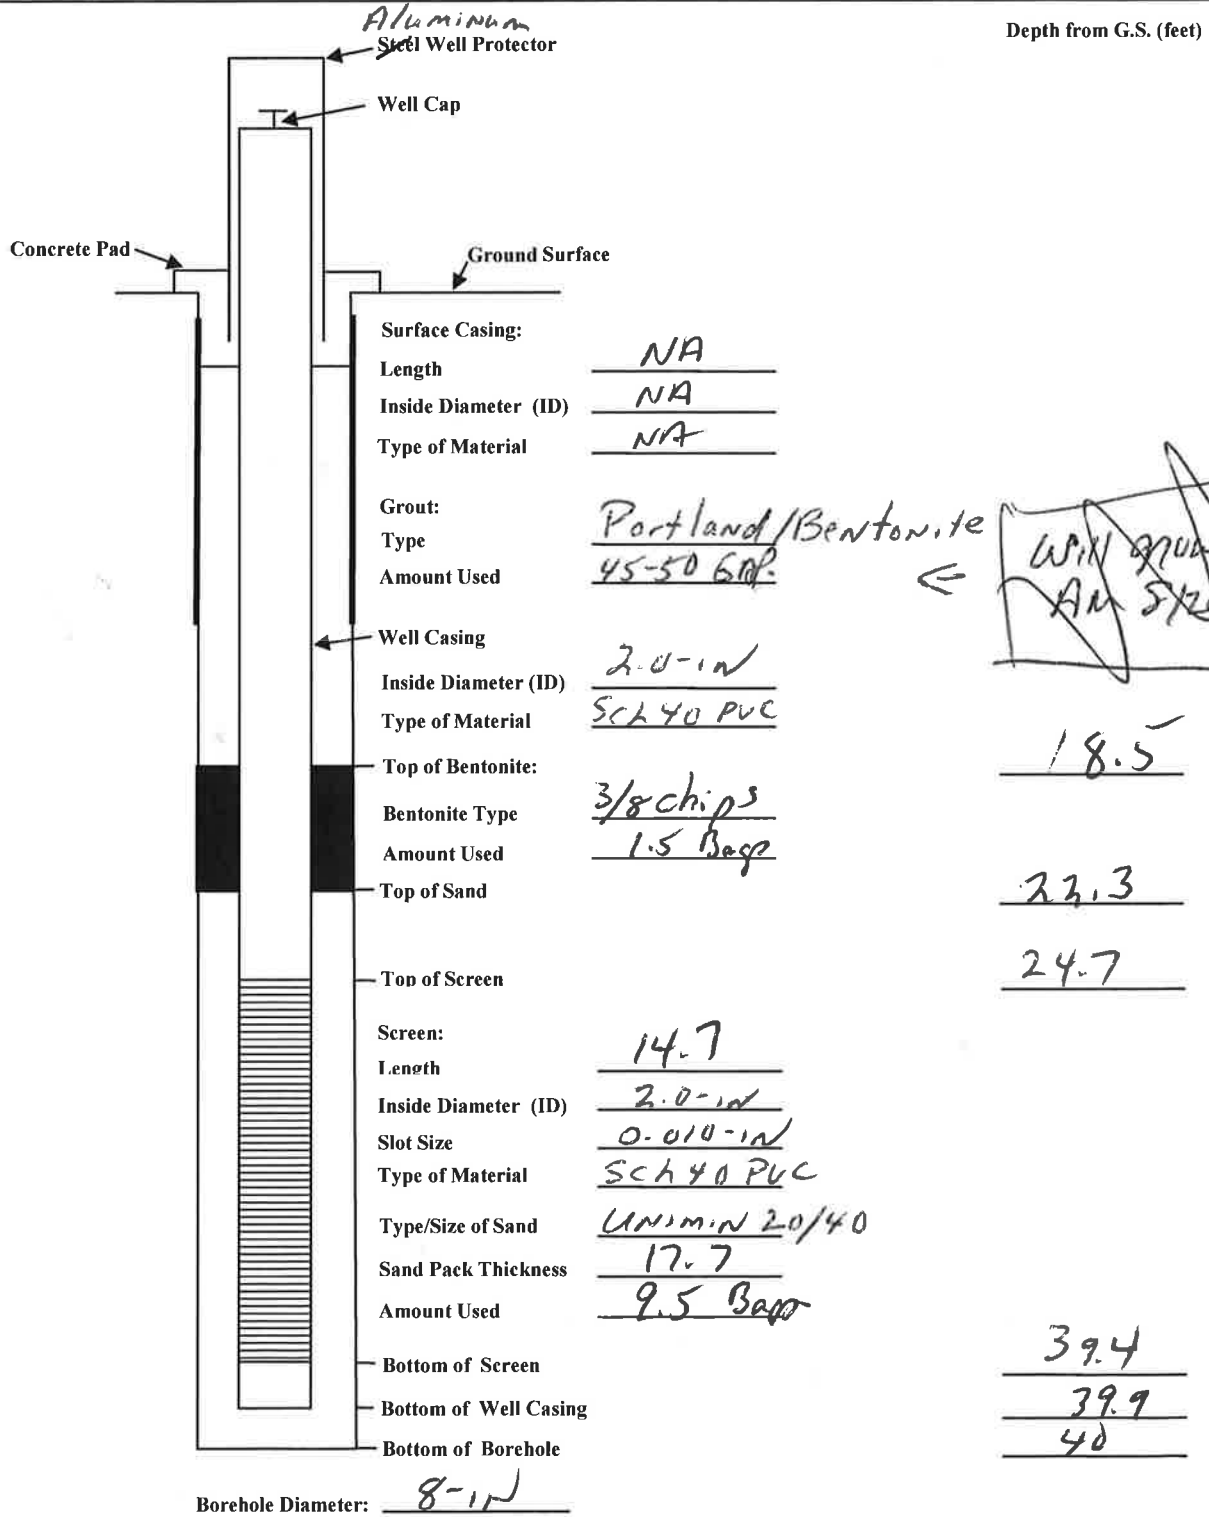 Aluminum
Depth from G.S. (feet)
Steel Well Protector
Well Cap
Concrete Pad
Ground Surface
Surface Casing:
Length NA
Inside Diameter (ID) NA
Type of Material NA
Grout:
Type Portland/Bentonite
Amount Used 45-50 GAL.
Will
An
Well Casing
Inside Diameter (ID) 2.0-IN
Type of Material Sch 40 PVC
Top of Bentonite: 18.5
Bentonite Type 3/8 chips
Amount Used 1.5 Bags
Top of Sand 22.3
Top of Screen 24.7
Screen:
Length 14.7
Inside Diameter (ID) 2.0-IN
Slot Size 0.010-IN
Type of Material Sch 40 PVC
Type/Size of Sand UNIMIN 20/40
Sand Pack Thickness 17.7
Amount Used 9.5 Bags
Bottom of Screen 39.4
Bottom of Well Casing 39.9
Bottom of Borehole 40
Borehole Diameter: 8-IN